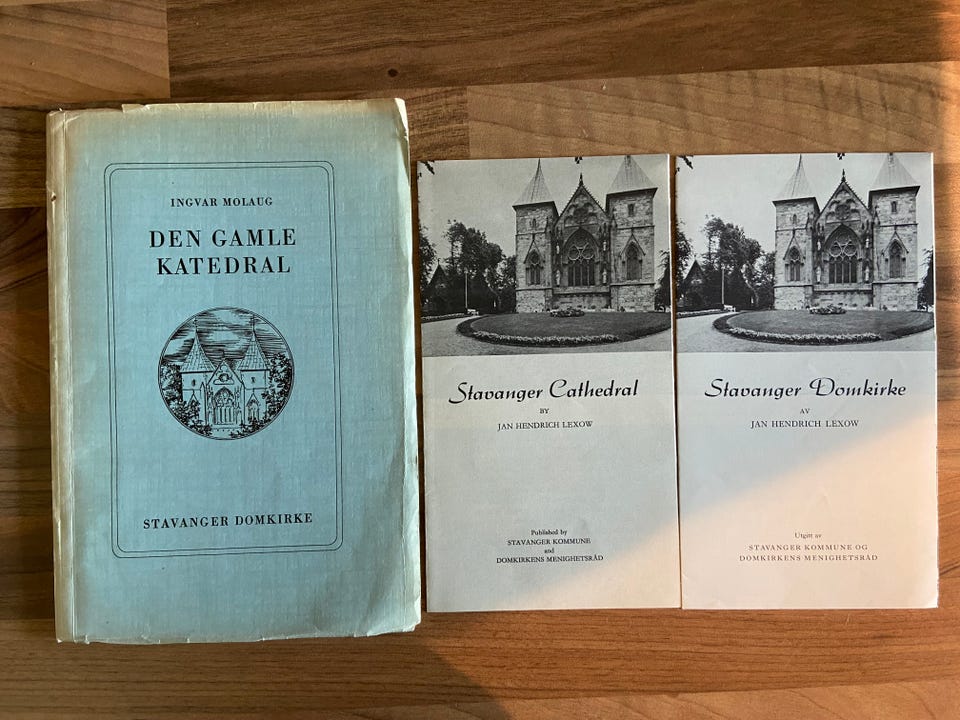 INGVAR MOLAUG
DEN GAMLE
KATEDRAL
STAVANGER DOMKIRKE
Stavanger Cathedral
BY
JAN HENDRICH LEXOW
Published by
STAVANGER KOMMUNE
and
DOMKIRKENS MENIGHETSRÅD
Stavanger Domkirke
AV
JAN HENDRICH LEXOW
Utgitt av
STAVANGER KOMMUNE OG
DOMKIRKENS MENIGHETSRÅD